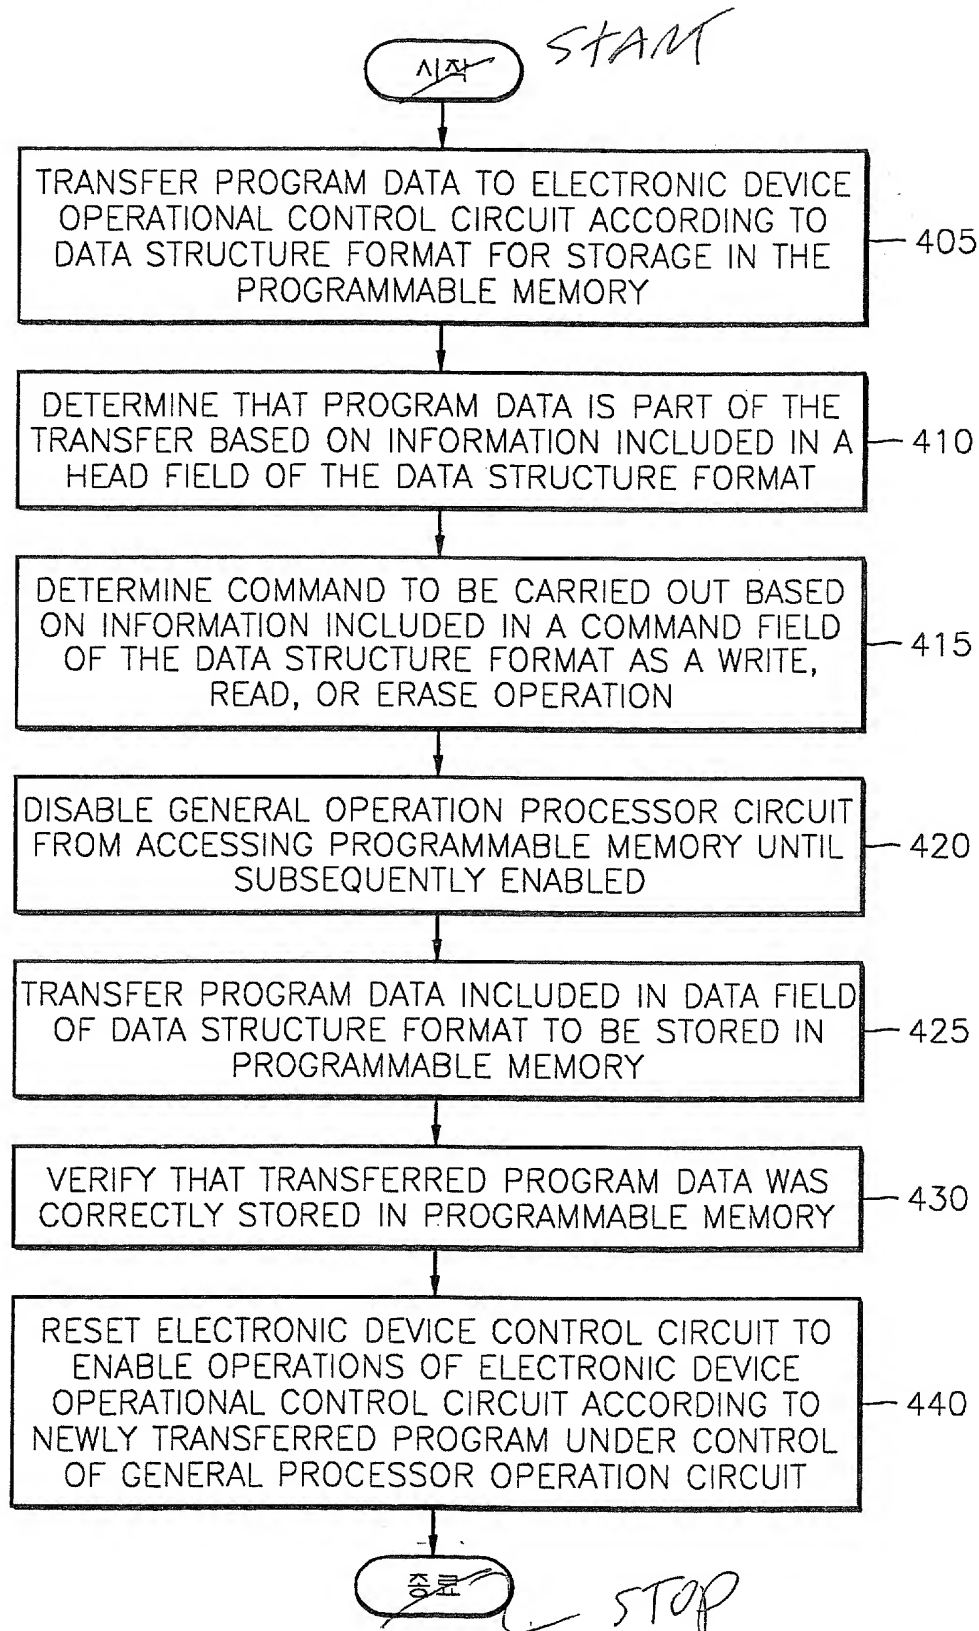 시작 START
TRANSFER PROGRAM DATA TO ELECTRONIC DEVICE
OPERATIONAL CONTROL CIRCUIT ACCORDING TO
DATA STRUCTURE FORMAT FOR STORAGE IN THE
PROGRAMMABLE MEMORY
405
DETERMINE THAT PROGRAM DATA IS PART OF THE
TRANSFER BASED ON INFORMATION INCLUDED IN A
HEAD FIELD OF THE DATA STRUCTURE FORMAT
410
DETERMINE COMMAND TO BE CARRIED OUT BASED
ON INFORMATION INCLUDED IN A COMMAND FIELD
OF THE DATA STRUCTURE FORMAT AS A WRITE,
READ, OR ERASE OPERATION
415
DISABLE GENERAL OPERATION PROCESSOR CIRCUIT
FROM ACCESSING PROGRAMMABLE MEMORY UNTIL
SUBSEQUENTLY ENABLED
420
TRANSFER PROGRAM DATA INCLUDED IN DATA FIELD
OF DATA STRUCTURE FORMAT TO BE STORED IN
PROGRAMMABLE MEMORY
425
VERIFY THAT TRANSFERRED PROGRAM DATA WAS
CORRECTLY STORED IN PROGRAMMABLE MEMORY
430
RESET ELECTRONIC DEVICE CONTROL CIRCUIT TO
ENABLE OPERATIONS OF ELECTRONIC DEVICE
OPERATIONAL CONTROL CIRCUIT ACCORDING TO
NEWLY TRANSFERRED PROGRAM UNDER CONTROL
OF GENERAL PROCESSOR OPERATION CIRCUIT
440
종료 STOP